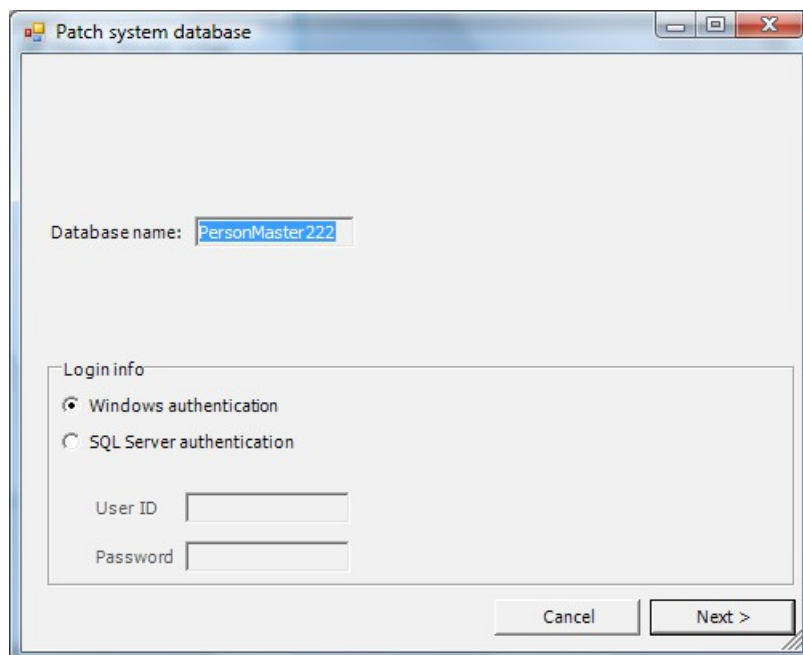 Patch system database
Database name: PersonMaster222
Login info
Windows authentication
SQL Server authentication
User ID
Password
Cancel Next >